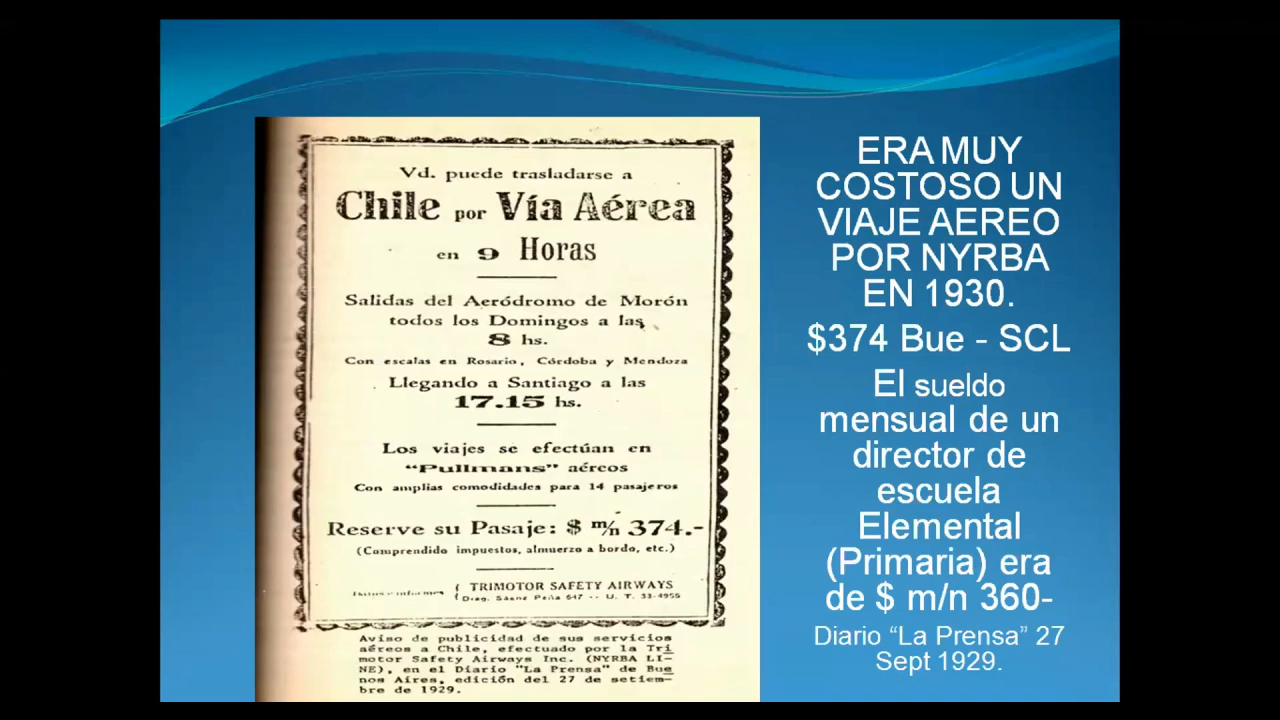 Vd. puede trasladarse a
Chile por Vía Aérea
en 9 Horas
Salidas del Aeródromo de Morón
todos los Domingos a las
8 hs.
Con escalas en Rosario, Córdoba y Mendoza
Llegando a Santiago a las
17.15 hs.
Los viajes se efectúan en
“Pullmans” aéreos
Con amplias comodidades para 14 pasajeros
Reserve su Pasaje: $ m/n 374.-
(Comprendido impuestos, almuerzo a bordo, etc.)
informes
TRIMOTOR SAFETY AIRWAYS
Diag. Sáenz Peña 647 -- U. T. 33-4956
Aviso de publicidad de sus servicios
aéreos a Chile, efectuado por la Tri
motor Safety Airways Inc. (NYRBA LI-
NE), en el Diario "La Prensa" de Bue
nos Aires, edición del 27 de setiem-
bre de 1929.
ERA MUY
COSTOSO UN
VIAJE AEREO
POR NYRBA
EN 1930.
$374 Bue - SCL
El sueldo
mensual de un
director de
escuela
Elemental
(Primaria) era
de $ m/n 360-
Diario “La Prensa” 27
Sept 1929.